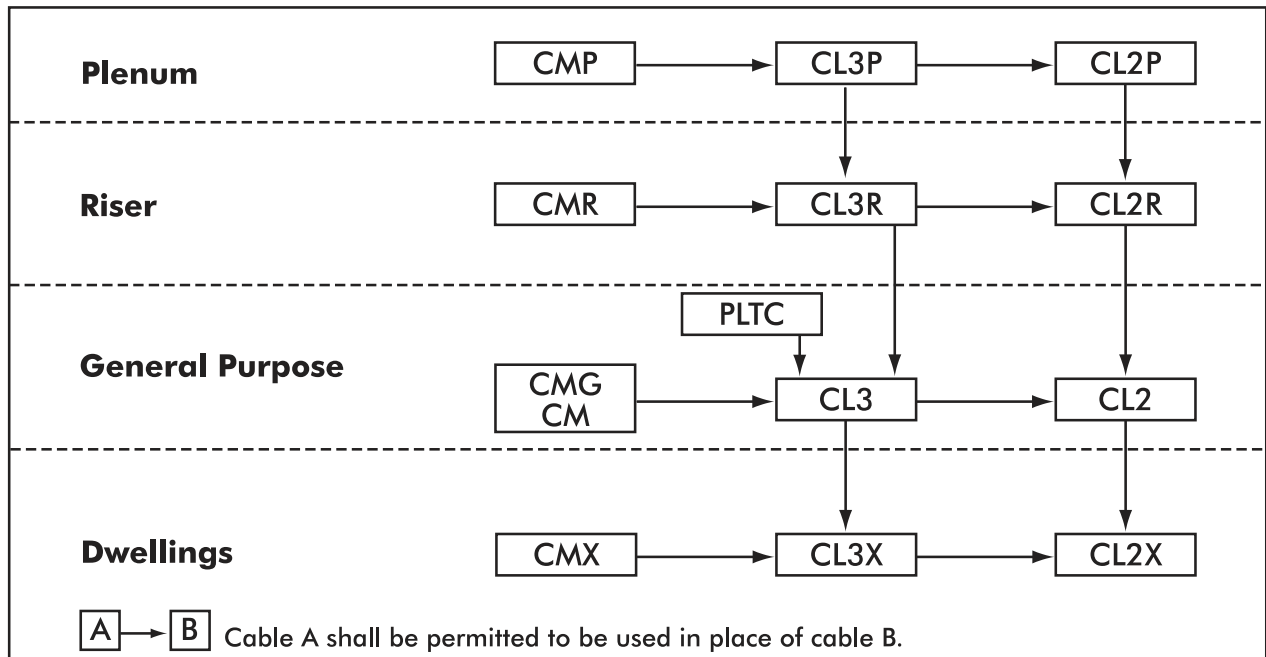 Plenum
CMP
CL3P
CL2P
Riser
CMR
CL3R
CL2R
General Purpose
PLTC
CMG
CM
CL3
CL2
Dwellings
CMX
CL3X
CL2X
A
B
Cable A shall be permitted to be used in place of cable B.